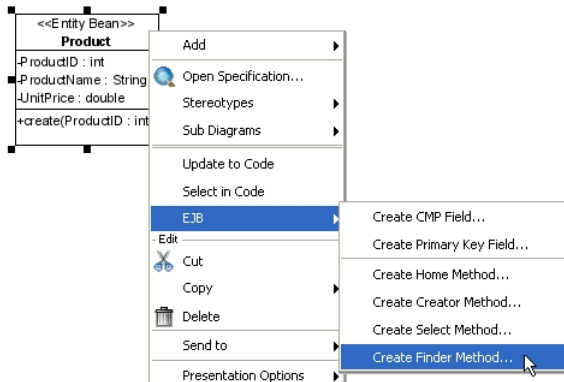 <<Entity Bean>>
Product
-ProductID : int
-ProductName : String
-UnitPrice : double
+create(ProductID : int
Add
Open Specification...
Stereotypes
Sub Diagrams
Update to Code
Select in Code
EJB
Edit
Cut
Copy
Delete
Send to
Presentation Options
Create CMP Field...
Create Primary Key Field...
Create Home Method...
Create Creator Method...
Create Select Method...
Create Finder Method...